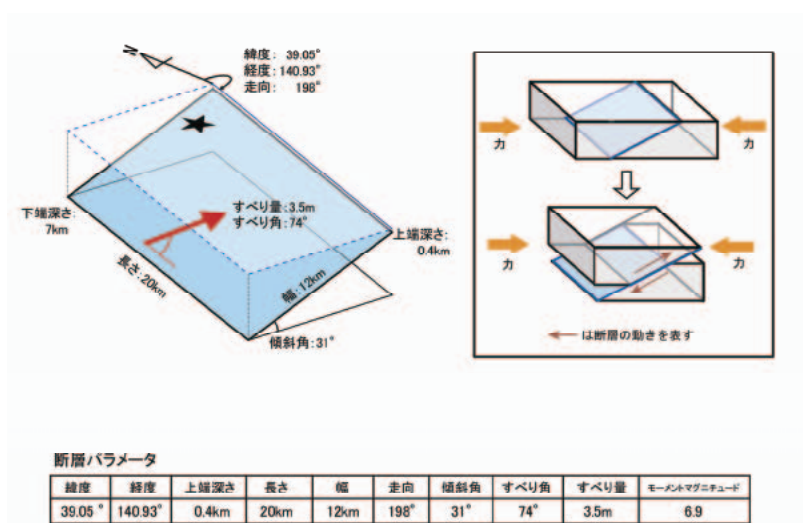 N
緯度: 39.05°
経度: 140.93°
走向: 198°
すべり量:3.5m
すべり角:74°
下端深さ:
7km
上端深さ:
0.4km
長さ:20km
幅:12km
傾斜角:31°
力
力
力
力
は断層の動きを表す
断層パラメータ
緯度 経度 上端深さ 長さ 幅 走向 傾斜角 すべり角 すべり量 モーメントマグニチュード
39.05° 140.93° 0.4km 20km 12km 198° 31° 74° 3.5m 6.9